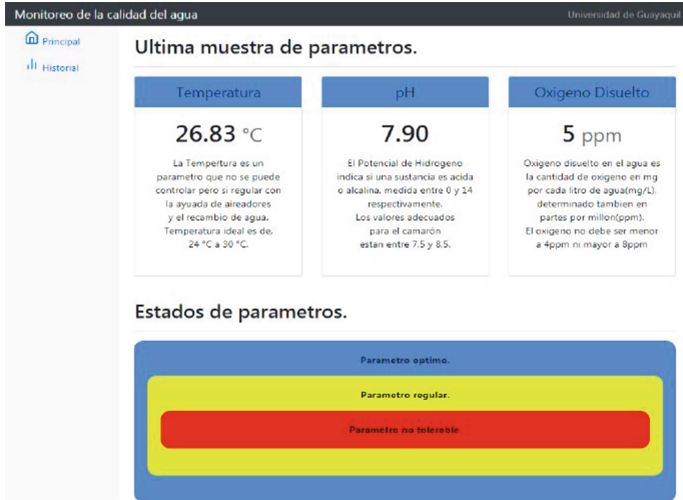 Monitoreo de la calidad del agua
Universidad de Guayaquil
Principal
Historial
Ultima muestra de parametros.
Temperatura
26.83 °C
La Tempertura es un
parametro que no se puede
controlar pero si regular con
la ayuada de aireadores
y el recambio de agua.
Temperatura ideal es de,
24 °C a 30 °C.
pH
7.90
El Potencial de Hidrogeno
indica si una sustancia es acida
o alcalina, medida entre 0 y 14
respectivamente.
Los valores adecuados
para el camarón
estan entre 7.5 y 8.5.
Oxigeno Disuelto
5 ppm
Oxigeno disuelto en el agua es
la cantidad de oxigeno en mg
por cada litro de agua(mg/L),
determinado tambien en
partes por millon(ppm).
El oxigeno no debe ser menor
a 4ppm ni mayor a 8ppm
Estados de parametros.
Parametro optimo.
Parametro regular.
Parametro no tolerable.